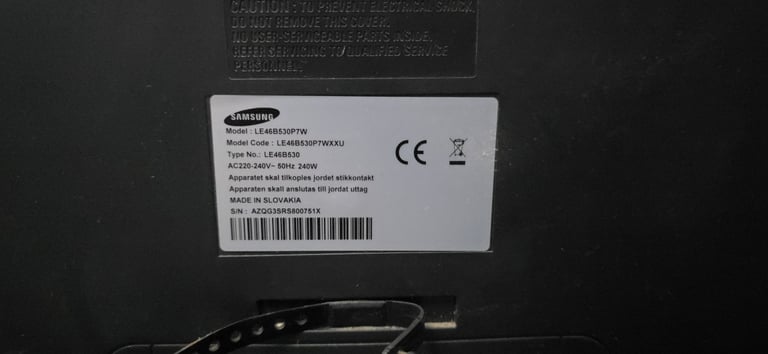 CAUTION : TO PREVENT ELECTRICAL SHOCK,
DO NOT REMOVE THIS COVER.
NO USER-SERVICEABLE PARTS INSIDE.
REFER SERVICING TO QUALIFIED SERVICE
PERSONNEL.
SAMSUNG
Model : LE46B530P7W
Model Code : LE46B530P7WXXU
Type No.: LE46B530
AC220-240V~ 50Hz 240W
Apparatet skal tilkoples jordet stikkontakt
Apparaten skall anslutas till jordat uttag
MADE IN SLOVAKIA
S/N : AZQG3SRS800751X
CE